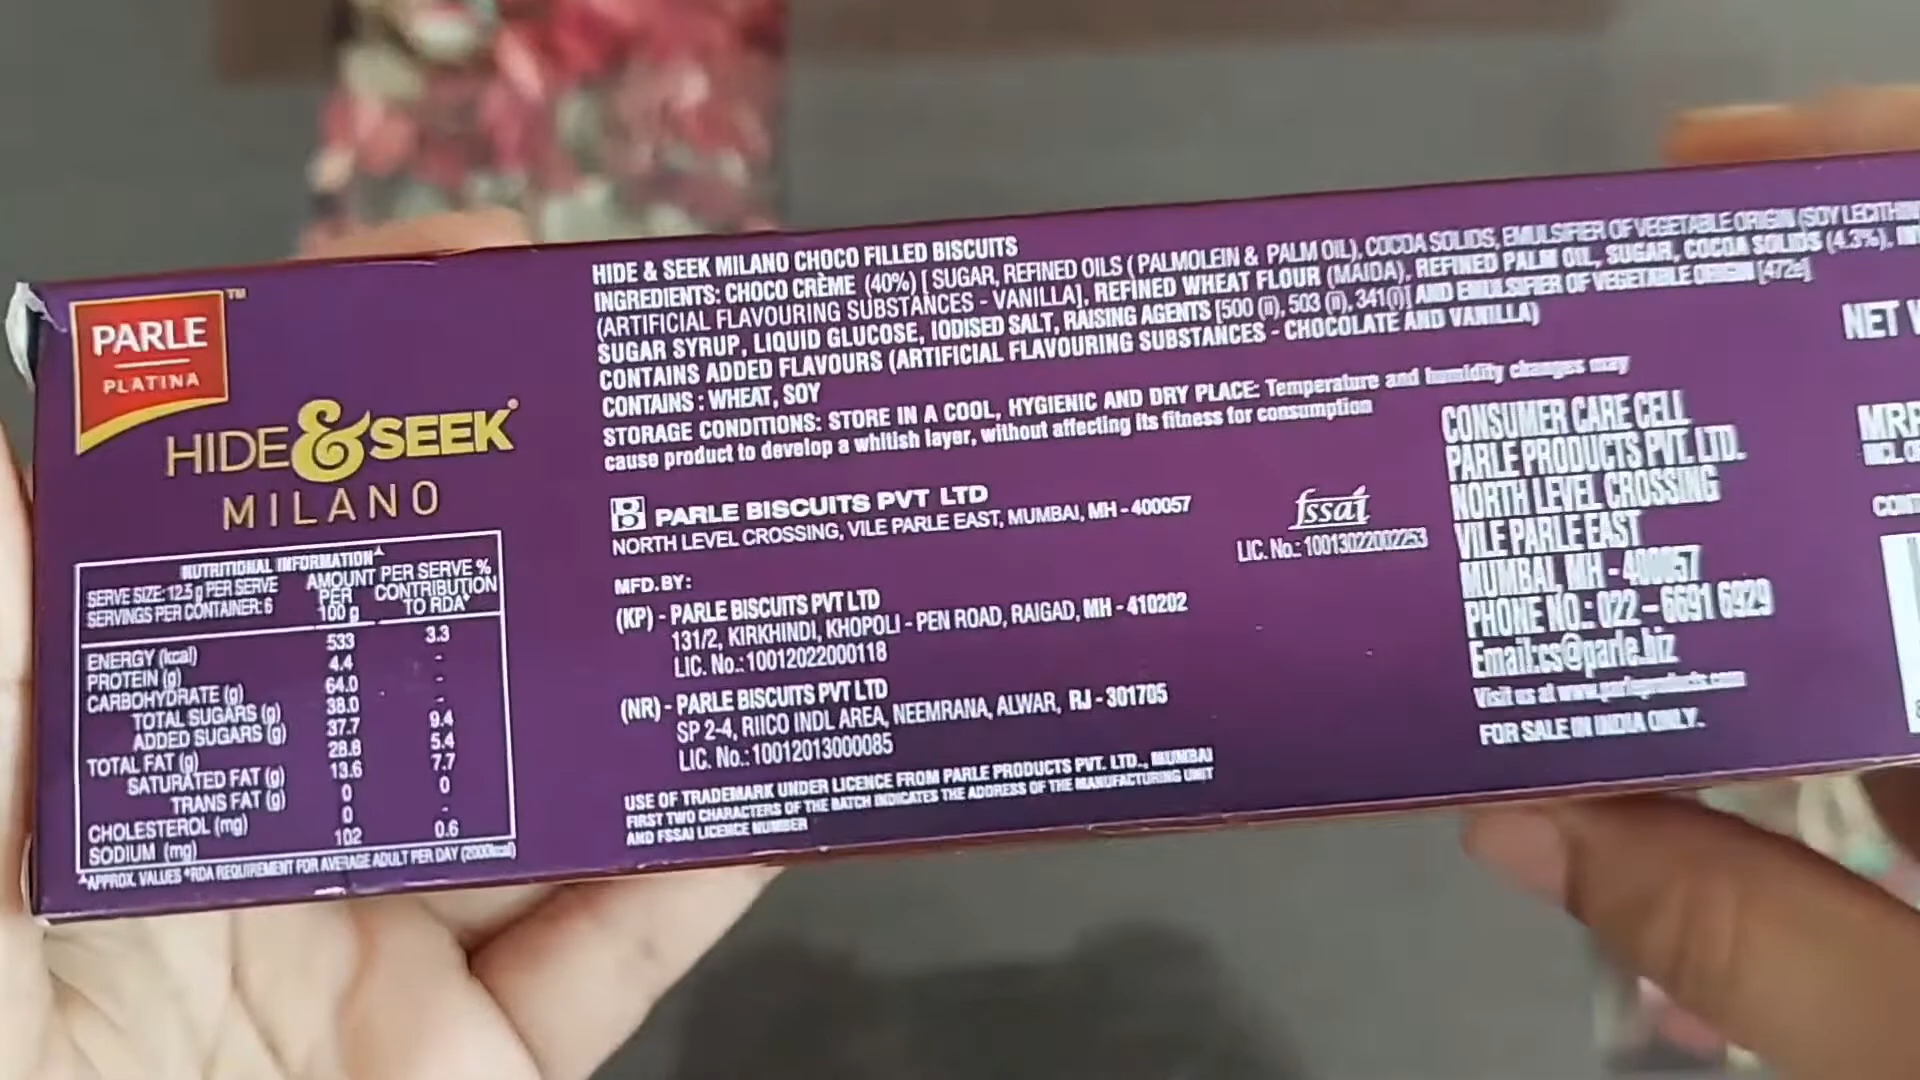 PARLE
PLATINA
TM
HIDE & SEEK
MILANO
NUTRITIONAL INFORMATION▲
SERVE SIZE: 12.5 g PER SERVE
SERVINGS PER CONTAINER: 6
AMOUNT PER 100 g
PER SERVE % CONTRIBUTION TO RDA*
ENERGY (kcal) 533 3.3
PROTEIN (g) 4.4 -
CARBOHYDRATE (g) 64.0 -
TOTAL SUGARS (g) 38.0 -
ADDED SUGARS (g) 37.7 9.4
TOTAL FAT (g) 28.8 5.4
SATURATED FAT (g) 13.6 7.7
TRANS FAT (g) 0 0
CHOLESTEROL (mg) 0 -
SODIUM (mg) 102 0.6
▲APPROX. VALUES *RDA REQUIREMENT FOR AVERAGE ADULT PER DAY (2000kcal)
HIDE & SEEK MILANO CHOCO FILLED BISCUITS
INGREDIENTS: CHOCO CRÈME (40%) [ SUGAR, REFINED OILS ( PALMOLEIN & PALM OIL), COCOA SOLIDS, EMULSIFIER OF VEGETABLE ORIGIN (SOY LECITHIN
(ARTIFICIAL FLAVOURING SUBSTANCES - VANILLA], REFINED WHEAT FLOUR (MAIDA), REFINED PALM OIL, SUGAR, COCOA SOLIDS (4.3%),
SUGAR SYRUP, LIQUID GLUCOSE, IODISED SALT, RAISING AGENTS [500 (ii), 503 (ii), 341(i)] AND EMULSIFIER OF VEGETABLE ORIGIN [472e]
CONTAINS ADDED FLAVOURS (ARTIFICIAL FLAVOURING SUBSTANCES - CHOCOLATE AND VANILLA)
CONTAINS : WHEAT, SOY
STORAGE CONDITIONS: STORE IN A COOL, HYGIENIC AND DRY PLACE: Temperature and humidity changes may
cause product to develop a whitish layer, without affecting its fitness for consumption
B PARLE BISCUITS PVT LTD
NORTH LEVEL CROSSING, VILE PARLE EAST, MUMBAI, MH - 400057
MFD. BY:
(KP) - PARLE BISCUITS PVT LTD
131/2, KIRKHINDI, KHOPOLI - PEN ROAD, RAIGAD, MH - 410202
LIC. No.: 10012022000118
(NR) - PARLE BISCUITS PVT LTD
SP 2-4, RIICO INDL AREA, NEEMRANA, ALWAR, RJ - 301705
LIC. No.: 10012013000085
USE OF TRADEMARK UNDER LICENCE FROM PARLE PRODUCTS PVT. LTD., MUMBAI
FIRST TWO CHARACTERS OF THE BATCH INDICATES THE ADDRESS OF THE MANUFACTURING UNIT
AND FSSAI LICENCE NUMBER
fssai
LIC. No.: 10013022002253
CONSUMER CARE CELL
PARLE PRODUCTS PVT. LTD.
NORTH LEVEL CROSSING
VILE PARLE EAST
MUMBAI, MH - 400057
PHONE NO.: 022 - 6691 6929
Email:cs@parle.biz
Visit us at www.parleproducts.com
FOR SALE IN INDIA ONLY.
NET
MRP